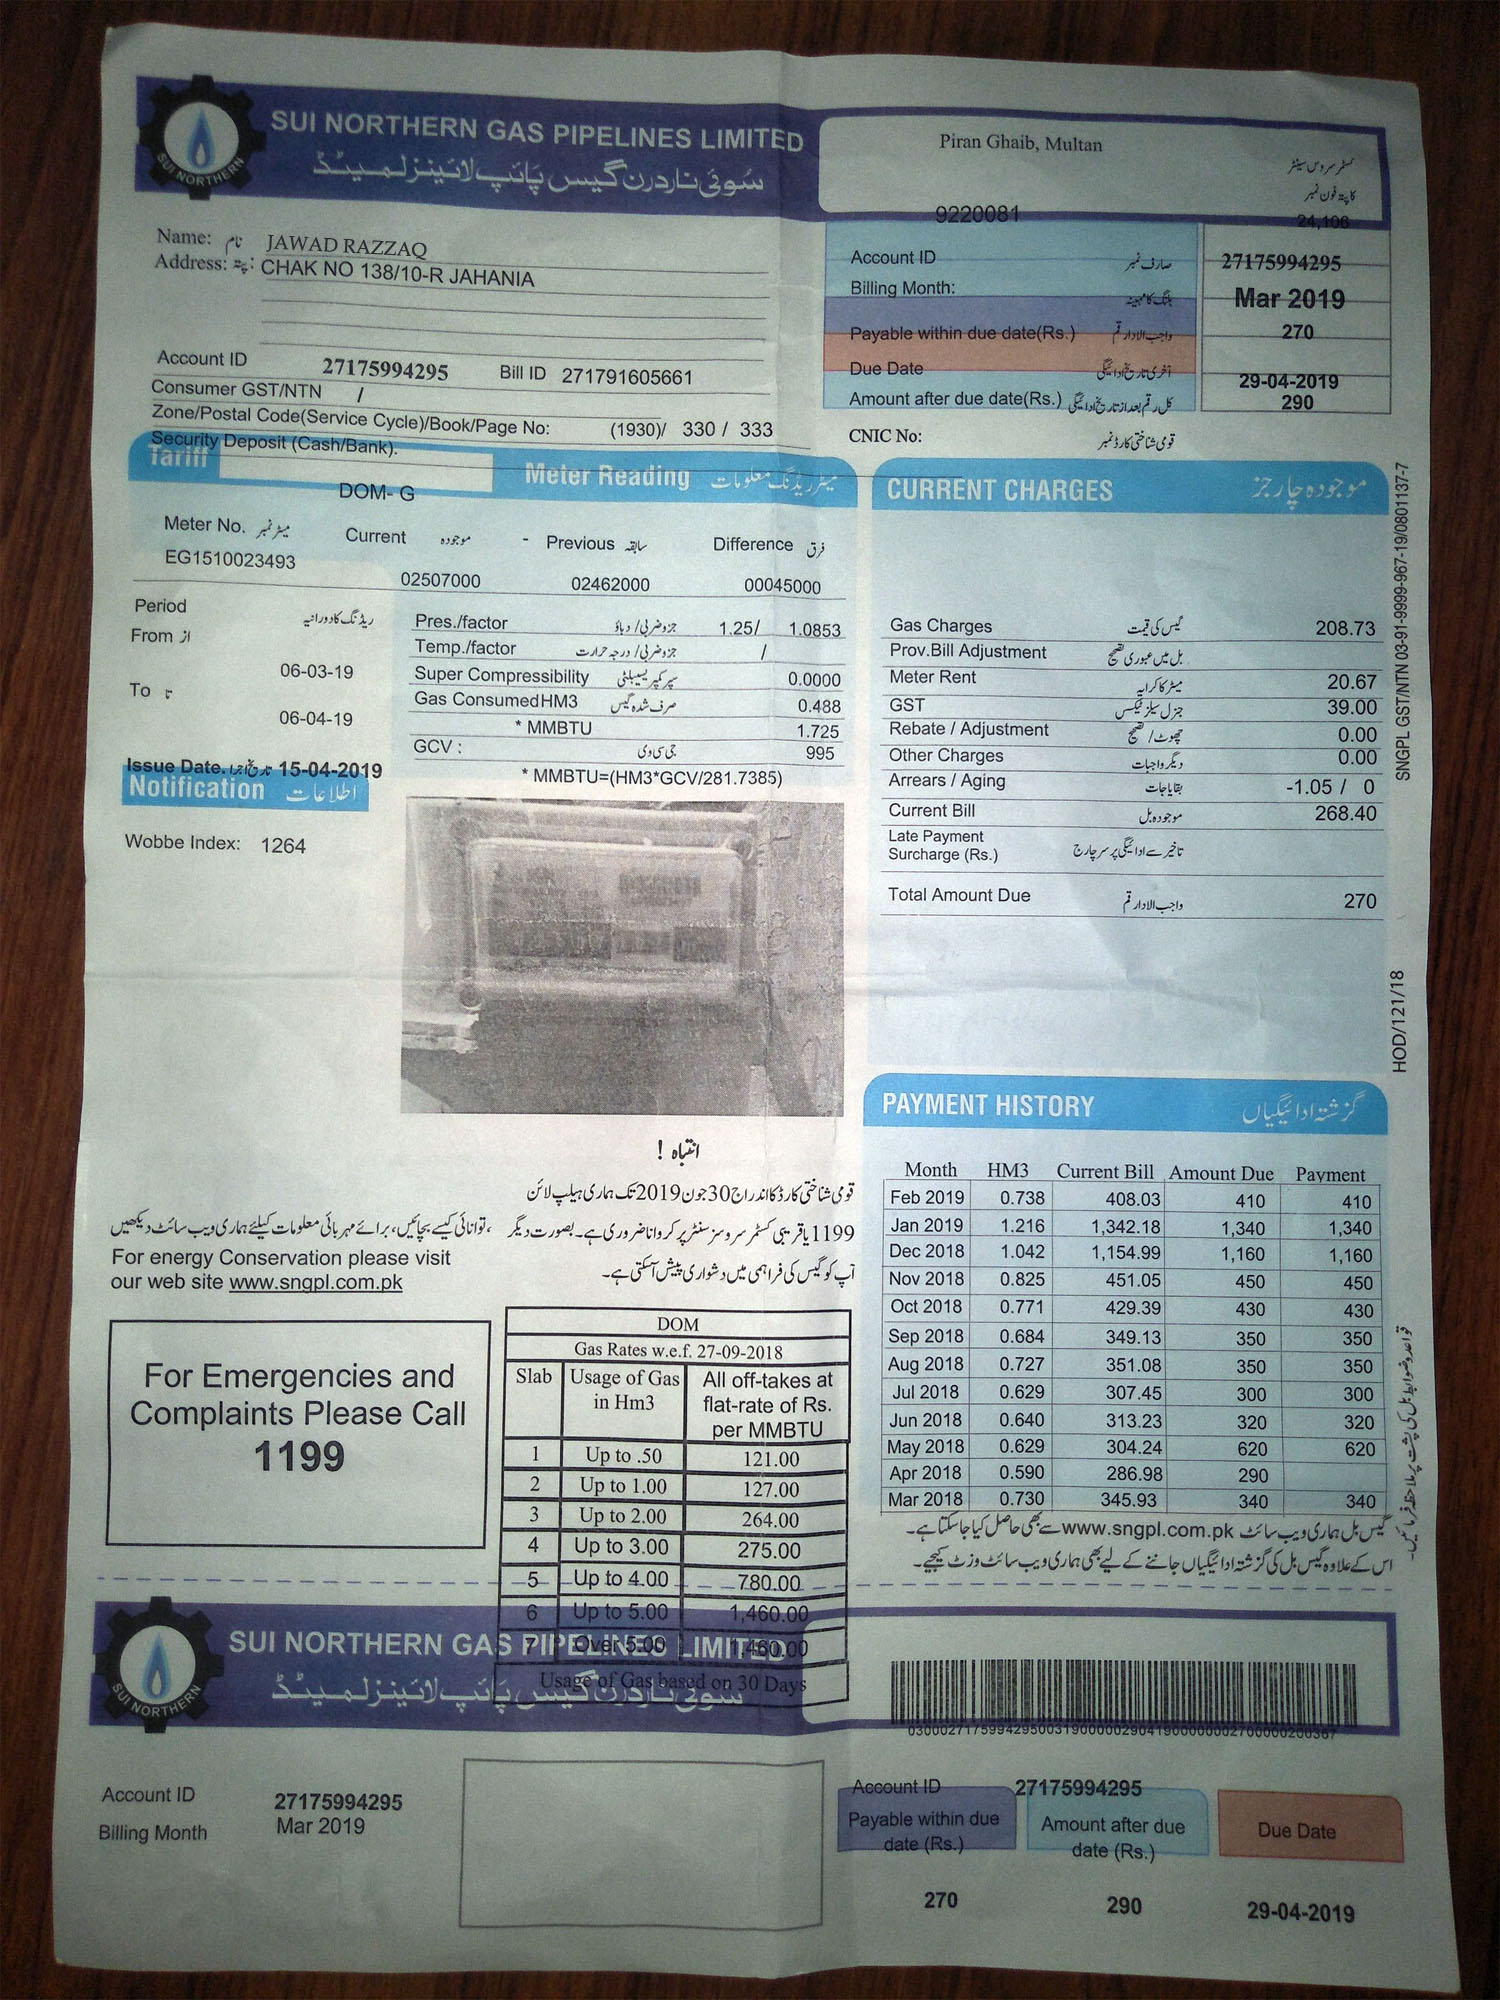 SUI NORTHERN GAS PIPELINES LIMITED
سوئی ناردرن گیس پائپ لائینز لمیٹڈ
SUI NORTHERN
Piran Ghaib, Multan
کسٹمر سروس سینٹر
کا پتہ فون نمبر
9220081
24,106
Name: نام JAWAD RAZZAQ
Address: پتہ: CHAK NO 138/10-R JAHANIA
Account ID 27175994295 Bill ID 271791605661
Consumer GST/NTN /
Zone/Postal Code(Service Cycle)/Book/Page No: (1930)/ 330 / 333
Security Deposit (Cash/Bank).
Account ID صارف نمبر 27175994295
Billing Month: بلنگ کا مہینہ Mar 2019
Payable within due date(Rs.) واجب الادا رقم 270
Due Date آخری تاریخ ادائیگی 29-04-2019
Amount after due date(Rs.) کل رقم بعد از تاریخ ادائیگی 290
CNIC No: قومی شناختی کارڈ نمبر
Tariff
DOM- G
Meter Reading میٹر ریڈنگ معلومات
Meter No. میٹر نمبر Current موجودہ - Previous سابقہ Difference فرق
EG1510023493 02507000 02462000 00045000
Period ریڈنگ کا دورانیہ
From از
06-03-19
To تا
06-04-19
Issue Date. تاریخ اجرا 15-04-2019
Pres./factor جزو ضربی/ دباؤ 1.25/ 1.0853
Temp./factor جزو ضربی/ درجہ حرارت /
Super Compressibility سپر کمپریسیبلٹی 0.0000
Gas Consumed HM3 صرف شدہ گیس 0.488
* MMBTU 1.725
GCV : جی سی وی 995
* MMBTU=(HM3*GCV/281.7385)
Notification اطلاعات
Wobbe Index: 1264
CURRENT CHARGES موجودہ چارجز
Gas Charges گیس کی قیمت 208.73
Prov.Bill Adjustment بل میں عبوری تصحیح
Meter Rent میٹر کا کرایہ 20.67
GST جنرل سیلز ٹیکس 39.00
Rebate / Adjustment چھوٹ/ تصحیح 0.00
Other Charges دیگر واجبات 0.00
Arrears / Aging بقایاجات -1.05 / 0
Current Bill موجودہ بل 268.40
Late Payment
Surcharge (Rs.) تاخیر سے ادائیگی پر سرچارج
Total Amount Due واجب الادا رقم 270
SNGPL GST/NTN 03-91-9999-967-19/0801137-7
HOD/121/18
انتباہ !
قومی شناختی کارڈ کا اندراج 30 جون 2019 تک ہماری ہیلپ لائن
1199 یا قریبی کسٹمر سروسز سنٹر پر کروانا ضروری ہے۔ بصورت دیگر
آپ کو گیس کی فراہمی میں دشواری پیش آسکتی ہے۔
توانائی کیسے بچائیں، برائے مہربانی معلومات کیلئے ہماری ویب سائٹ دیکھیں،
For energy Conservation please visit
our web site www.sngpl.com.pk
For Emergencies and
Complaints Please Call
1199
DOM
Gas Rates w.e.f. 27-09-2018
Slab Usage of Gas in Hm3 All off-takes at flat-rate of Rs. per MMBTU
1 Up to .50 121.00
2 Up to 1.00 127.00
3 Up to 2.00 264.00
4 Up to 3.00 275.00
5 Up to 4.00 780.00
6 Up to 5.00 1,460.00
7 Over 5.00 1,460.00
Usage of Gas based on 30 Days
PAYMENT HISTORY گزشتہ ادائیگیاں
Month HM3 Current Bill Amount Due Payment
Feb 2019 0.738 408.03 410 410
Jan 2019 1.216 1,342.18 1,340 1,340
Dec 2018 1.042 1,154.99 1,160 1,160
Nov 2018 0.825 451.05 450 450
Oct 2018 0.771 429.39 430 430
Sep 2018 0.684 349.13 350 350
Aug 2018 0.727 351.08 350 350
Jul 2018 0.629 307.45 300 300
Jun 2018 0.640 313.23 320 320
May 2018 0.629 304.24 620 620
Apr 2018 0.590 286.98 290
Mar 2018 0.730 345.93 340 340
گیس بل ہماری ویب سائٹ www.sngpl.com.pk سے بھی حاصل کیا جا سکتا ہے۔
اس کے علاوہ گیس بل کی گزشتہ ادائیگیاں جاننے کے لیے بھی ہماری ویب سائٹ وزٹ کیجیے۔
قواعد و ضوابط بل کی پشت پر ملاحظہ فرمائیں۔
SUI NORTHERN GAS PIPELINES LIMITED
سوئی ناردرن گیس پائپ لائینز لمیٹڈ
SUI NORTHERN
Account ID 27175994295
Billing Month Mar 2019
Account ID 27175994295
Payable within due date (Rs.) Amount after due date (Rs.) Due Date
270 290 29-04-2019